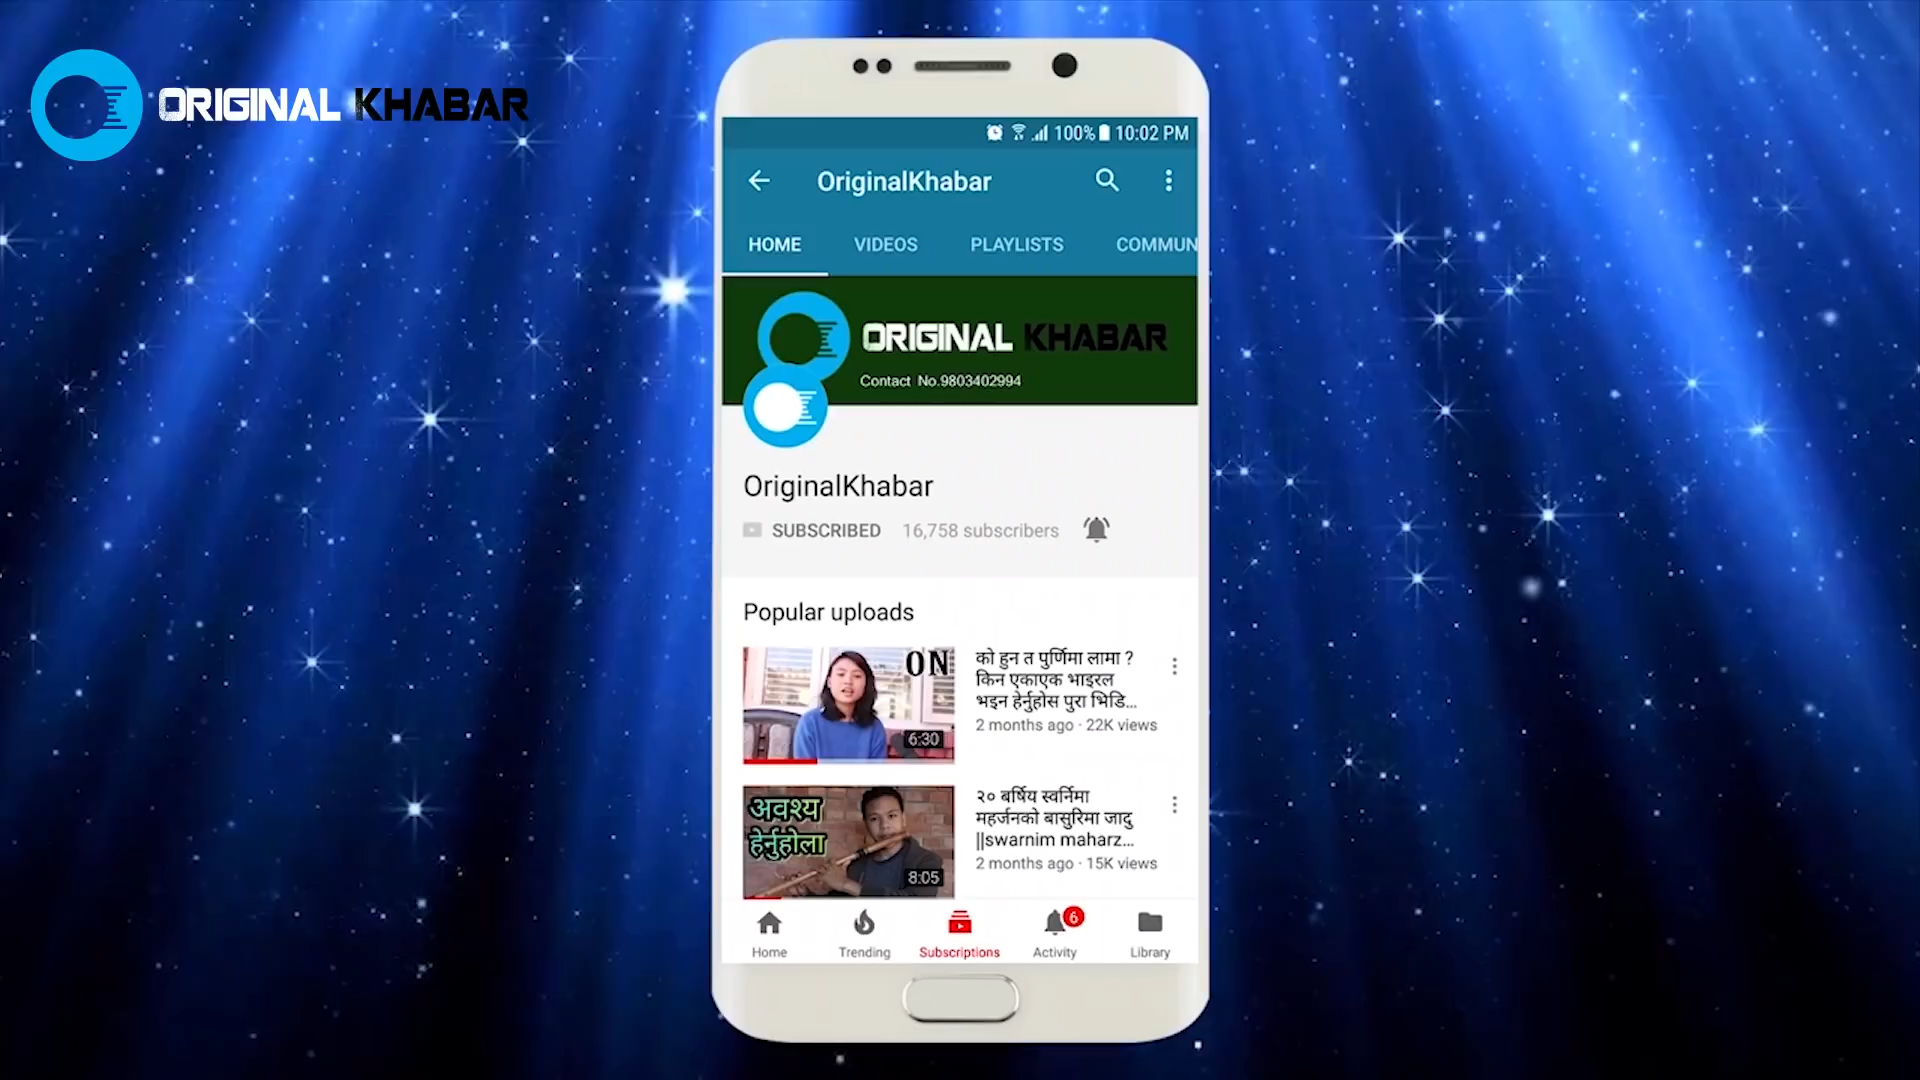 ORIGINAL KHABAR
100% 10:02 PM
OriginalKhabar
HOME VIDEOS PLAYLISTS COMMUN
ORIGINAL KHABAR
Contact No.9803402994
OriginalKhabar
SUBSCRIBED 16,758 subscribers
Popular uploads
ON
6:30
को हुन त पुर्णिमा लामा ?
किन एकाएक भाइरल
भइन हेर्नुहोस पुरा भिडि...
2 months ago · 22K views
अवश्य
हेर्नुहोला
8:05
२० बर्षिय स्वर्निमा
महर्जनको बासुरिमा जादु
||swarnim maharz...
2 months ago · 15K views
6
Home Trending Subscriptions Activity Library